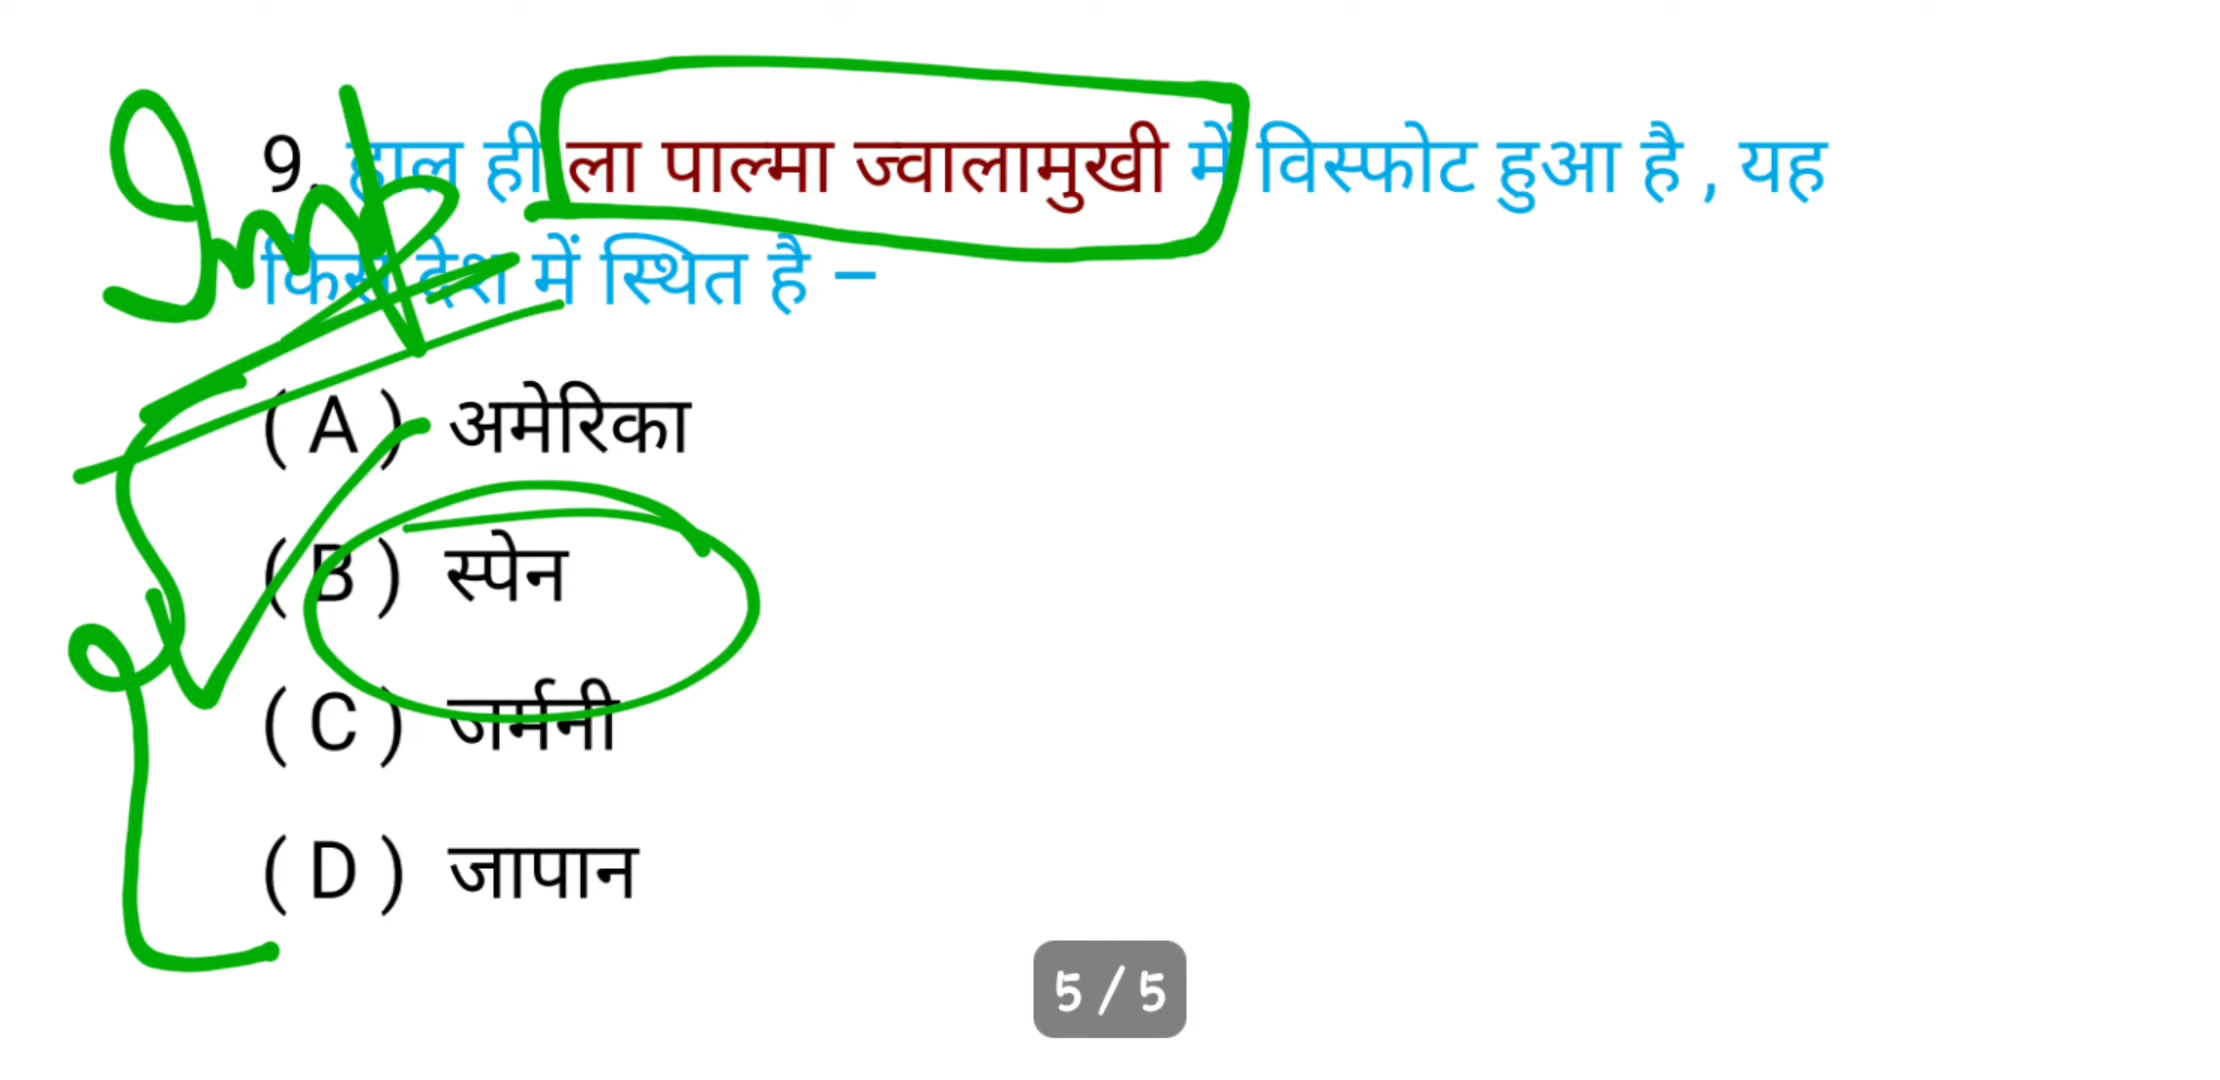 Imp
9. हाल ही ला पाल्मा ज्वालामुखी में विस्फोट हुआ है , यह
किस देश में स्थित है –
( A ) अमेरिका
( B ) स्पेन
( C ) जर्मनी
( D ) जापान
5 / 5